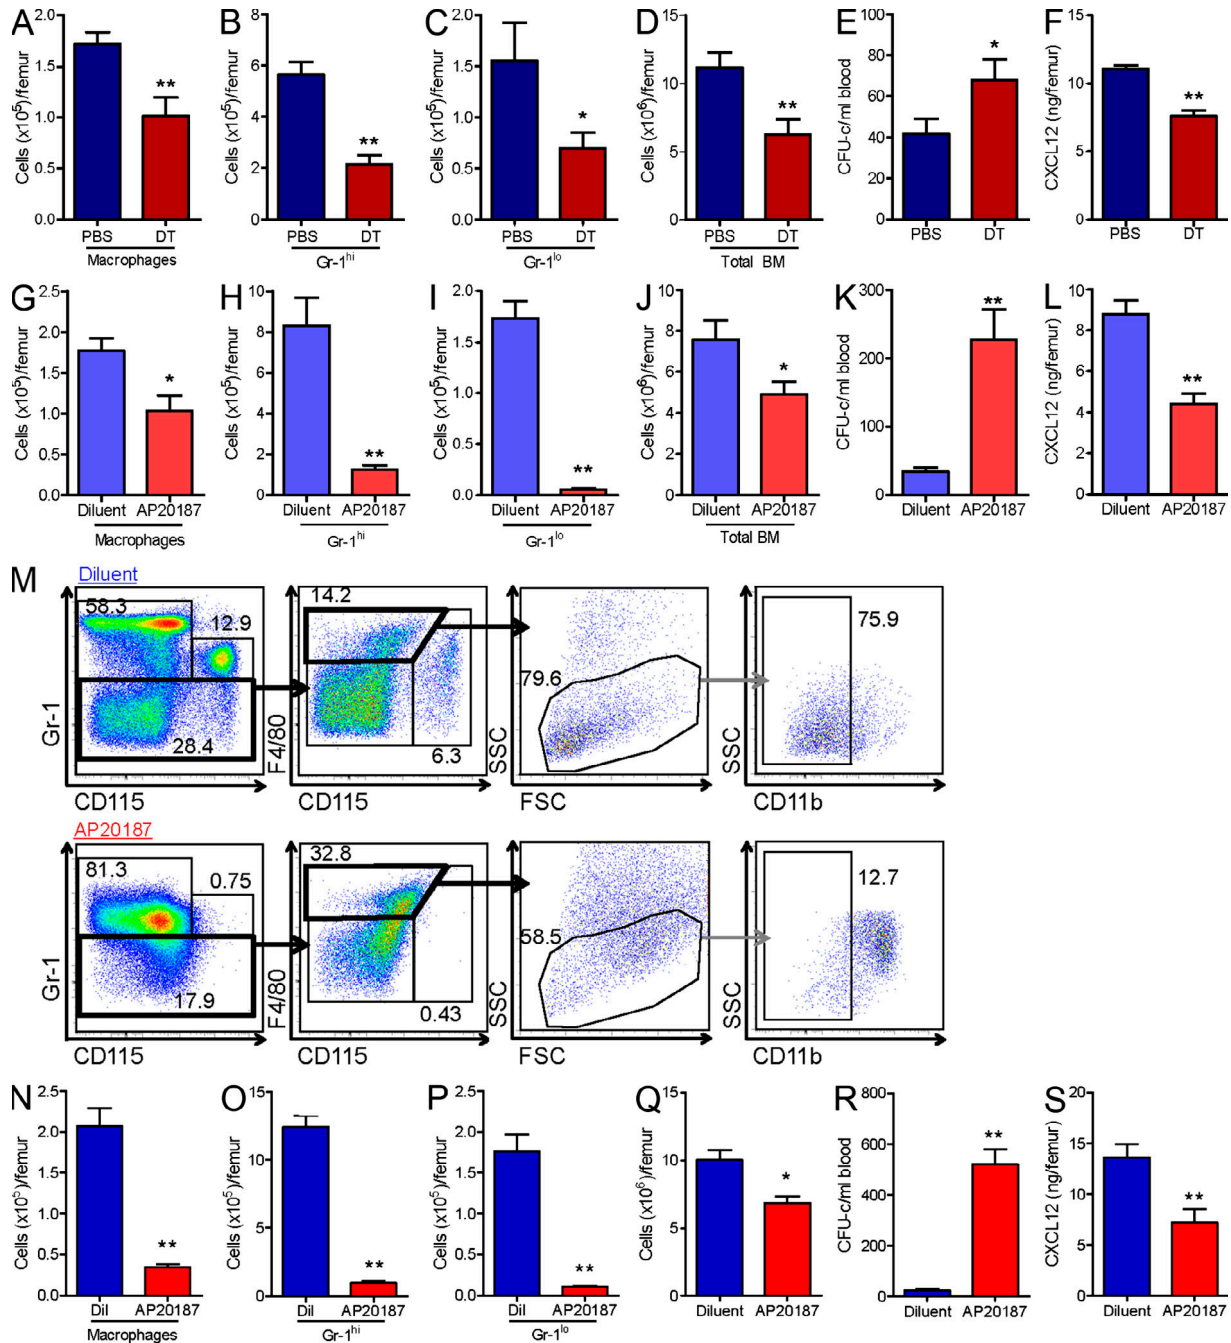 A
Cells (x10⁵)/femur
2.0
1.5
1.0
0.5
0.0
**
PBS
DT
Macrophages
B
Cells (x10⁵)/femur
8
6
4
2
0
**
PBS
DT
Gr-1hi
C
Cells (x10⁵)/femur
2.0
1.5
1.0
0.5
0.0
*
PBS
DT
Gr-1lo
D
Cells (x10⁶)/femur
15
10
5
0
**
PBS
DT
Total BM
E
CFU-c/ml blood
100
80
60
40
20
0
*
PBS
DT
F
CXCL12 (ng/femur)
15
10
5
0
**
PBS
DT
G
Cells (x10⁵)/femur
2.5
2.0
1.5
1.0
0.5
0.0
*
Diluent
AP20187
Macrophages
H
Cells (x10⁵)/femur
10
8
6
4
2
0
**
Diluent
AP20187
Gr-1hi
I
Cells (x10⁵)/femur
2.0
1.5
1.0
0.5
0.0
**
Diluent
AP20187
Gr-1lo
J
Cells (x10⁶)/femur
10
8
6
4
2
0
*
Diluent
AP20187
Total BM
K
CFU-c/ml blood
300
200
100
0
**
Diluent
AP20187
L
CXCL12 (ng/femur)
10
8
6
4
2
0
**
Diluent
AP20187
M
Diluent
58.3
12.9
28.4
Gr-1
CD115
14.2
6.3
F4/80
CD115
79.6
SSC
FSC
75.9
SSC
CD11b
AP20187
81.3
0.75
17.9
Gr-1
CD115
32.8
0.43
F4/80
CD115
58.5
SSC
FSC
12.7
SSC
CD11b
N
Cells (x10⁵)/femur
2.5
2.0
1.5
1.0
0.5
0.0
**
Dil
AP20187
Macrophages
O
Cells (x10⁵)/femur
15
10
5
0
**
Dil
AP20187
Gr-1hi
P
Cells (x10⁵)/femur
2.5
2.0
1.5
1.0
0.5
0.0
**
Dil
AP20187
Gr-1lo
Q
Cells (x10⁶)/femur
15
10
5
0
*
Diluent
AP20187
R
CFU-c/ml blood
800
600
400
200
0
**
Diluent
AP20187
S
CXCL12 (ng/femur)
20
15
10
5
0
**
Diluent
AP20187